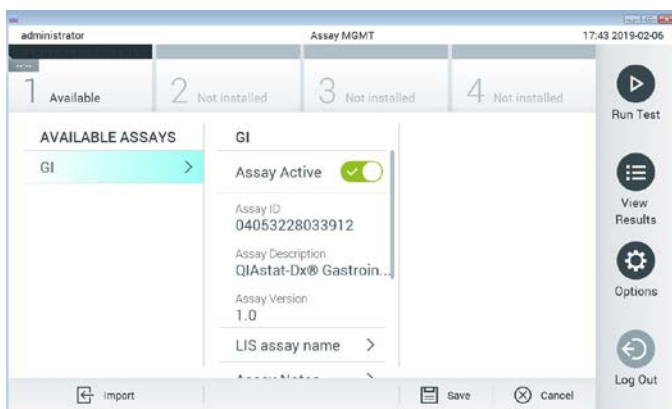 administrator
Assay MGMT
17:43 2019-02-06
1 Available
2 Not installed
3 Not installed
4 Not installed
Run Test
View
Results
Options
Log Out
AVAILABLE ASSAYS
GI
GI
Assay Active
Assay ID
04053228033912
Assay Description
QIAstat-Dx® Gastroin...
Assay Version
1.0
LIS assay name
Assay Notes
Import
Save
Cancel